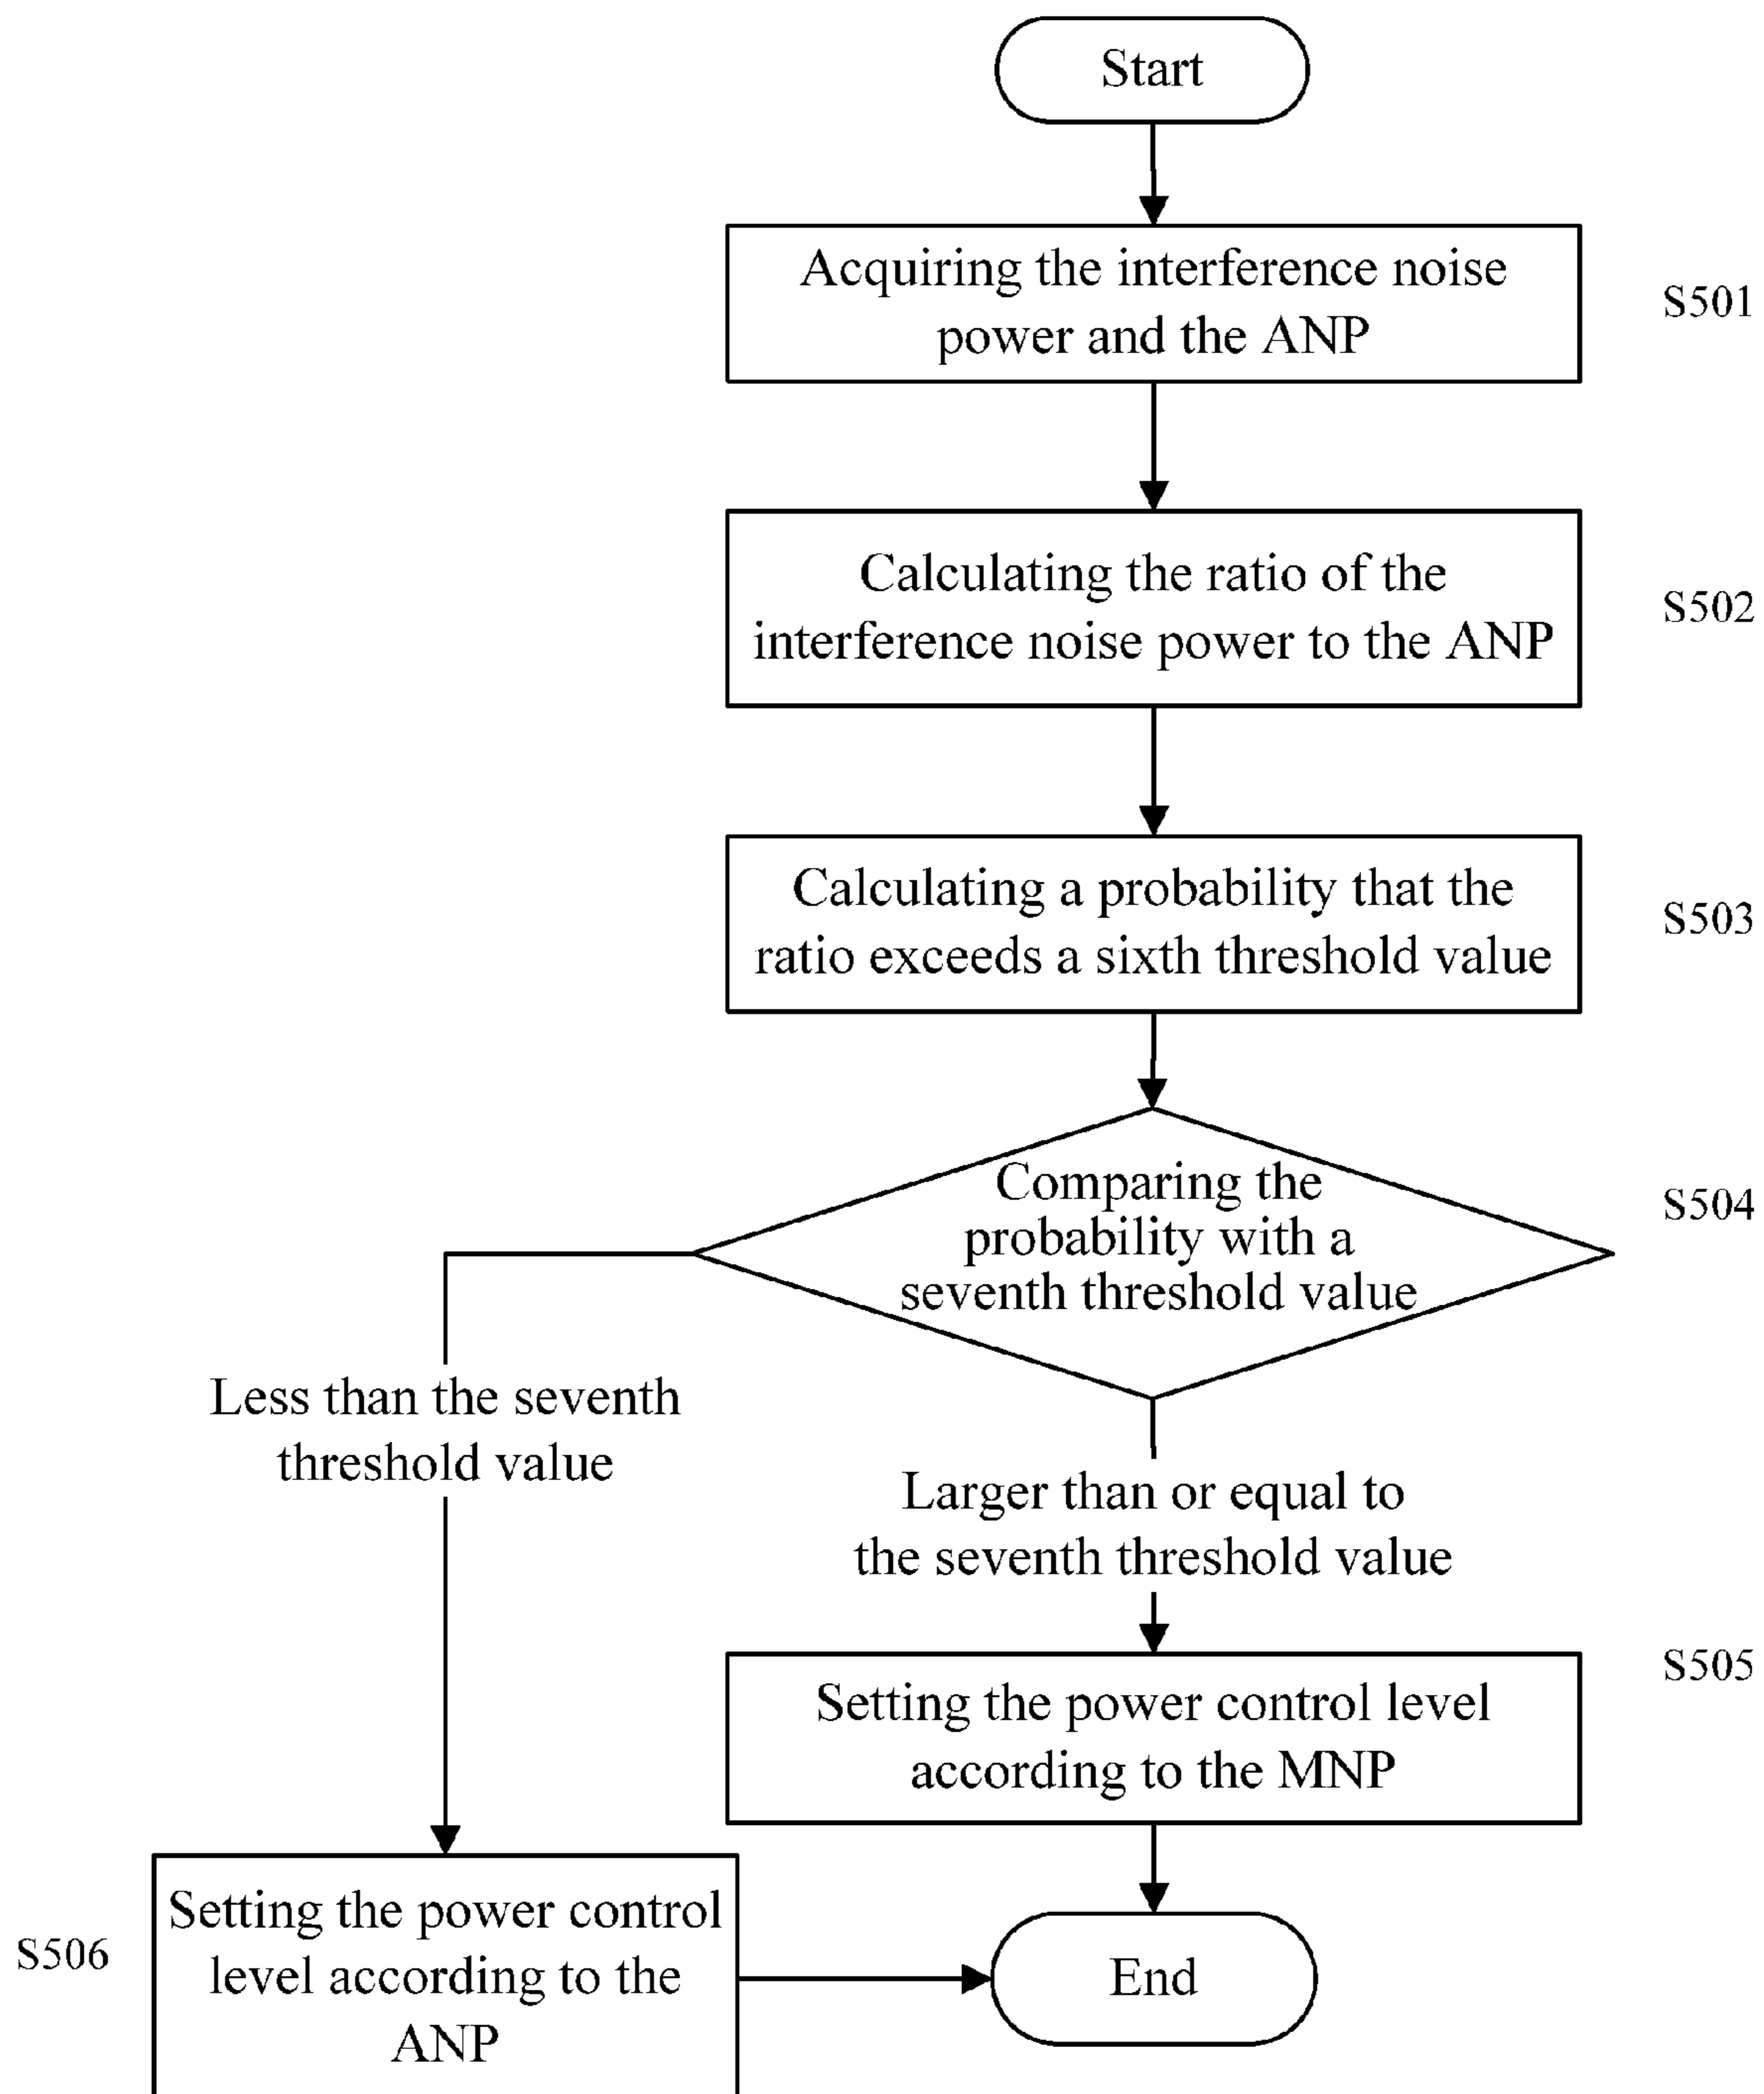 Start
Acquiring the interference noise
power and the ANP
S501
Calculating the ratio of the
interference noise power to the ANP
S502
Calculating a probability that the
ratio exceeds a sixth threshold value
S503
Comparing the
probability with a
seventh threshold value
S504
Less than the seventh
threshold value
Larger than or equal to
the seventh threshold value
Setting the power control level
according to the MNP
S505
Setting the power control
level according to the
ANP
S506
End